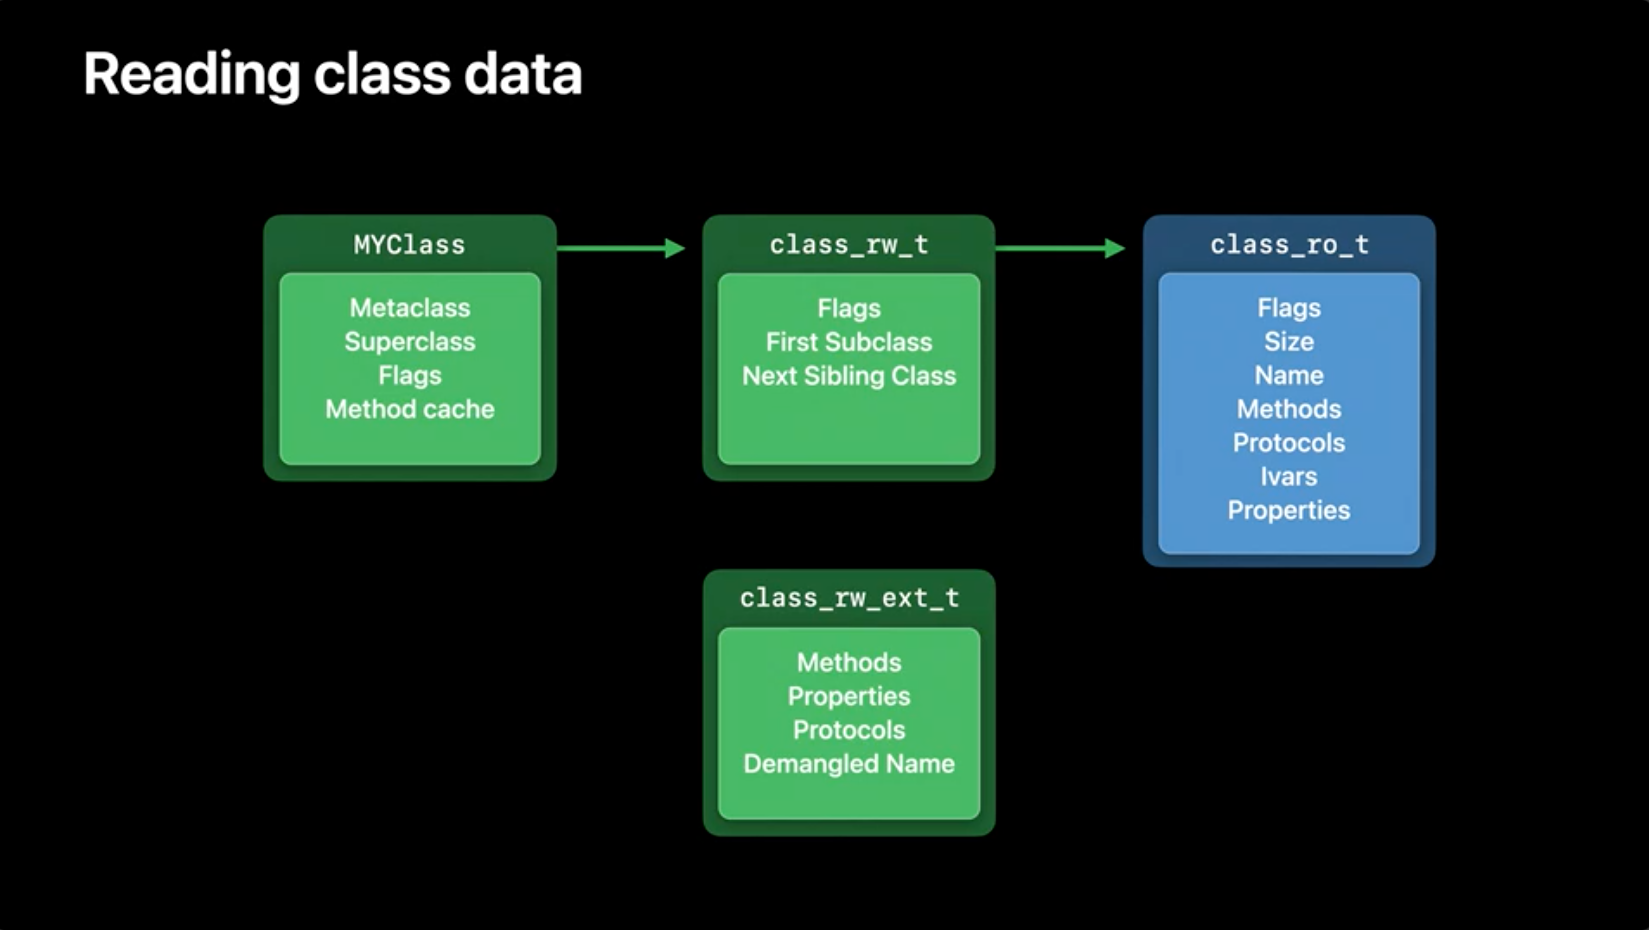 Reading class data
MYClass
Metaclass
Superclass
Flags
Method cache
class_rw_t
Flags
First Subclass
Next Sibling Class
class_ro_t
Flags
Size
Name
Methods
Protocols
Ivars
Properties
class_rw_ext_t
Methods
Properties
Protocols
Demangled Name